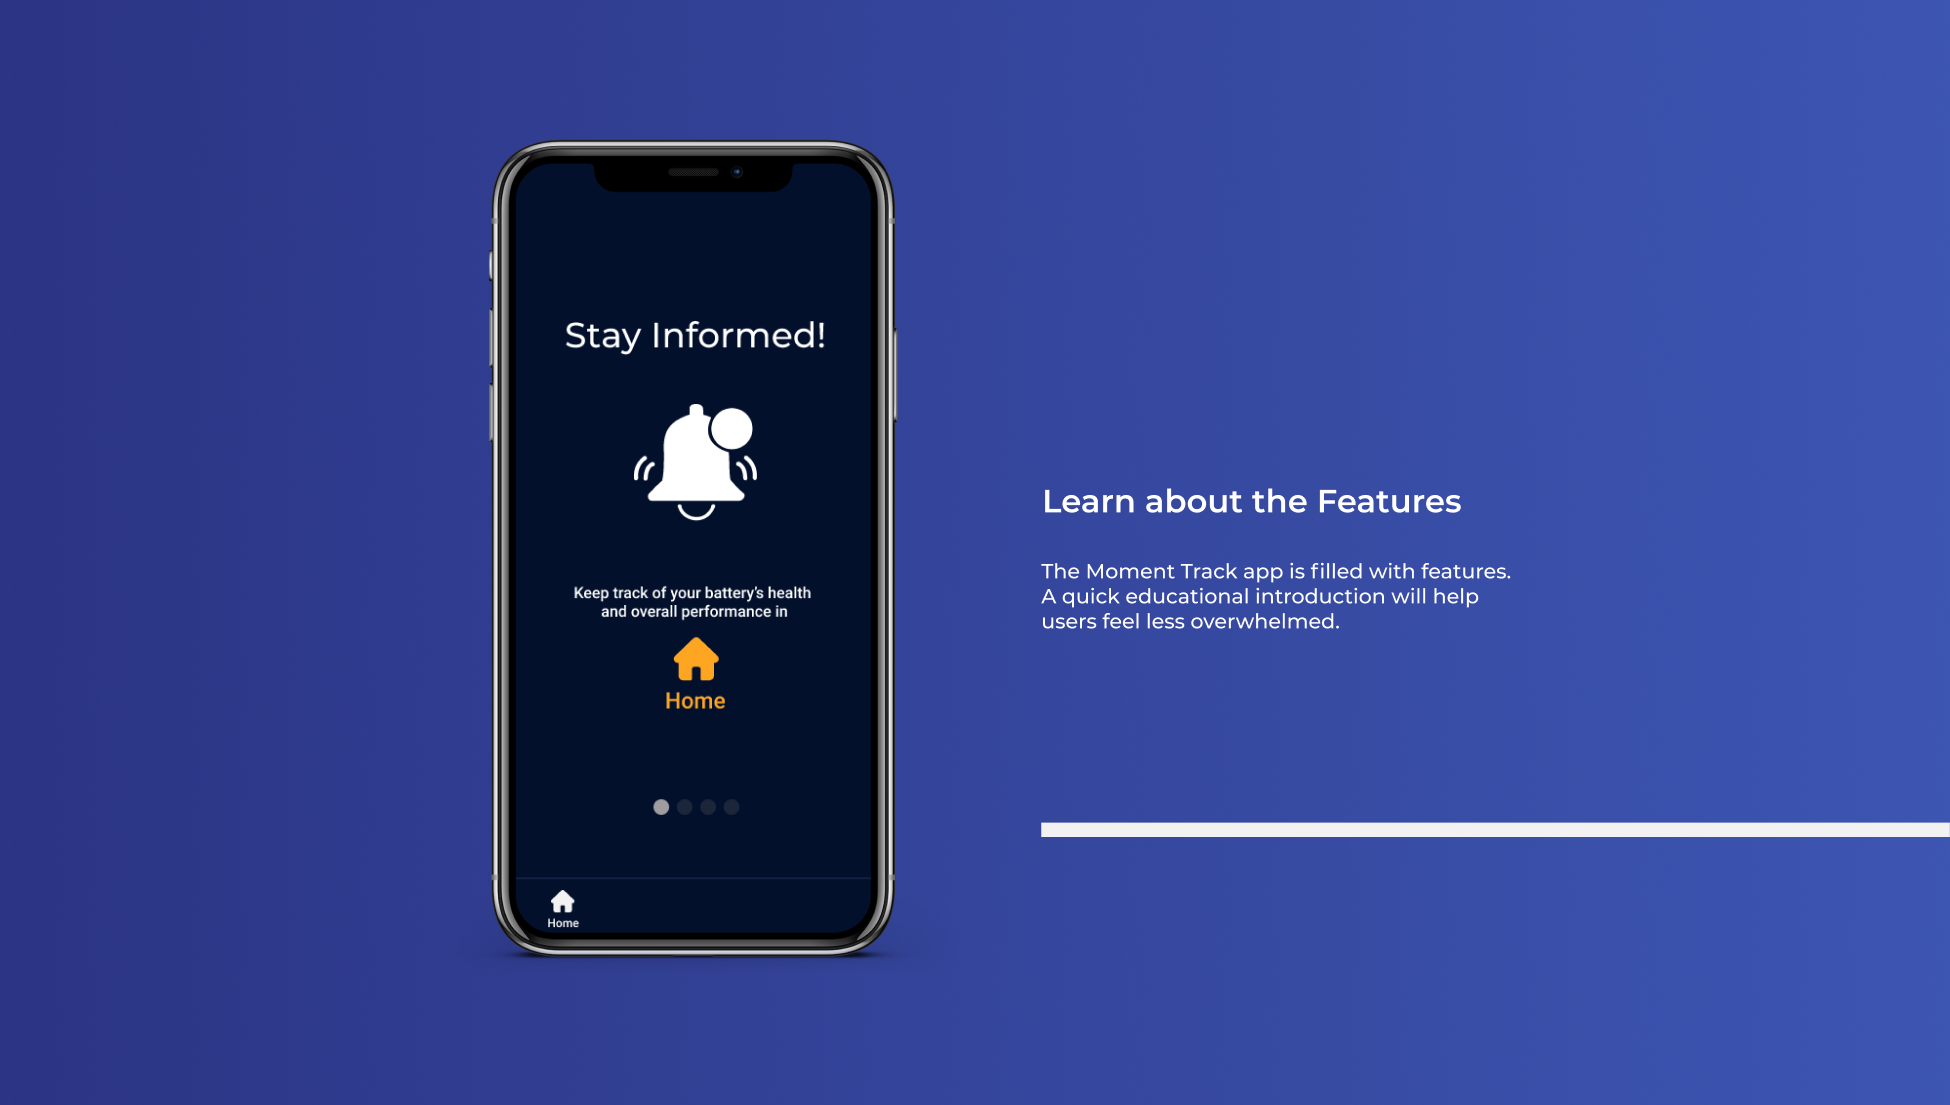 Stay Informed!
Keep track of your battery's health
and overall performance in
Home
Home
Learn about the Features
The Moment Track app is filled with features.
A quick educational introduction will help
users feel less overwhelmed.